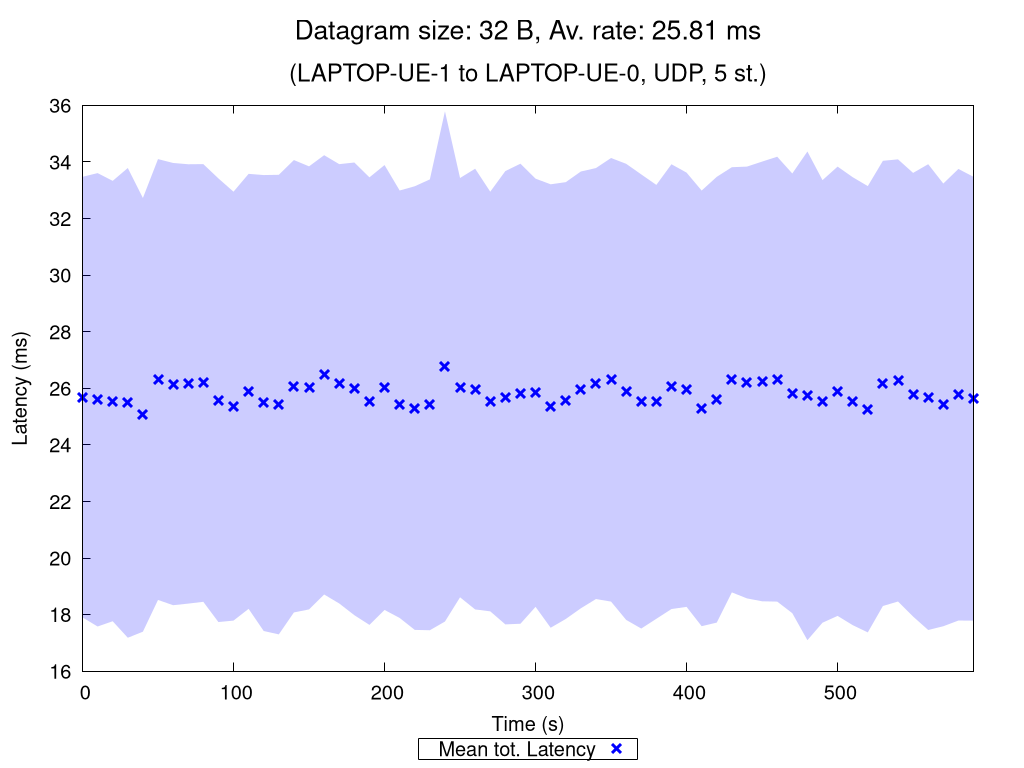 Datagram size: 32 B, Av. rate: 25.81 ms
(LAPTOP-UE-1 to LAPTOP-UE-0, UDP, 5 st.)
36
34
32
30
28
26
24
22
20
18
16
Latency (ms)
0 100 200 300 400 500
Time (s)
Mean tot. Latency